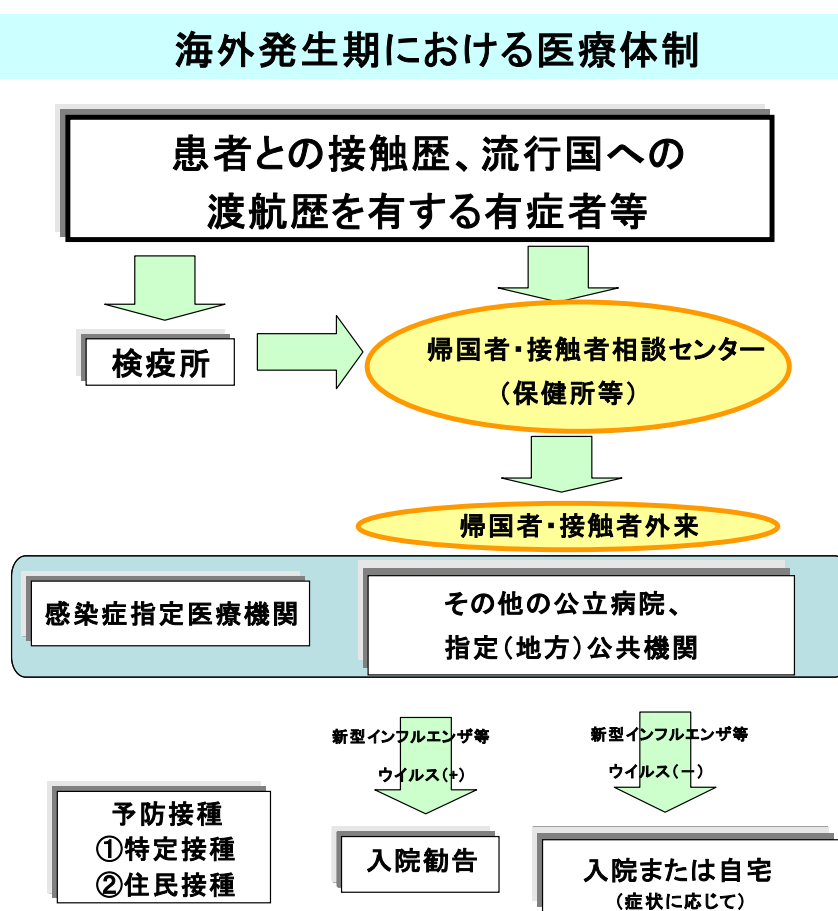 海外発生期における医療体制
患者との接触歴、流行国への
渡航歴を有する有症者等
検疫所
帰国者・接触者相談センター
(保健所等)
帰国者・接触者外来
感染症指定医療機関
その他の公立病院、
指定(地方)公共機関
新型インフルエンザ等
ウイルス(+)
新型インフルエンザ等
ウイルス(-)
予防接種
①特定接種
②住民接種
入院勧告
入院または自宅
(症状に応じて)